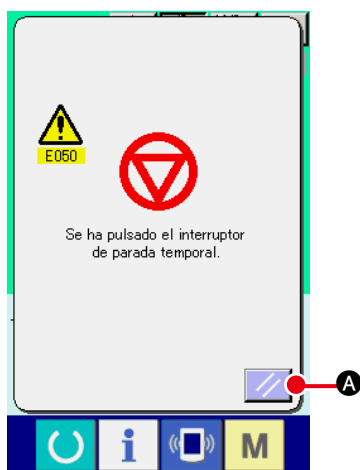 E050
Se ha pulsado el interruptor
de parada temporal.
A
i
M